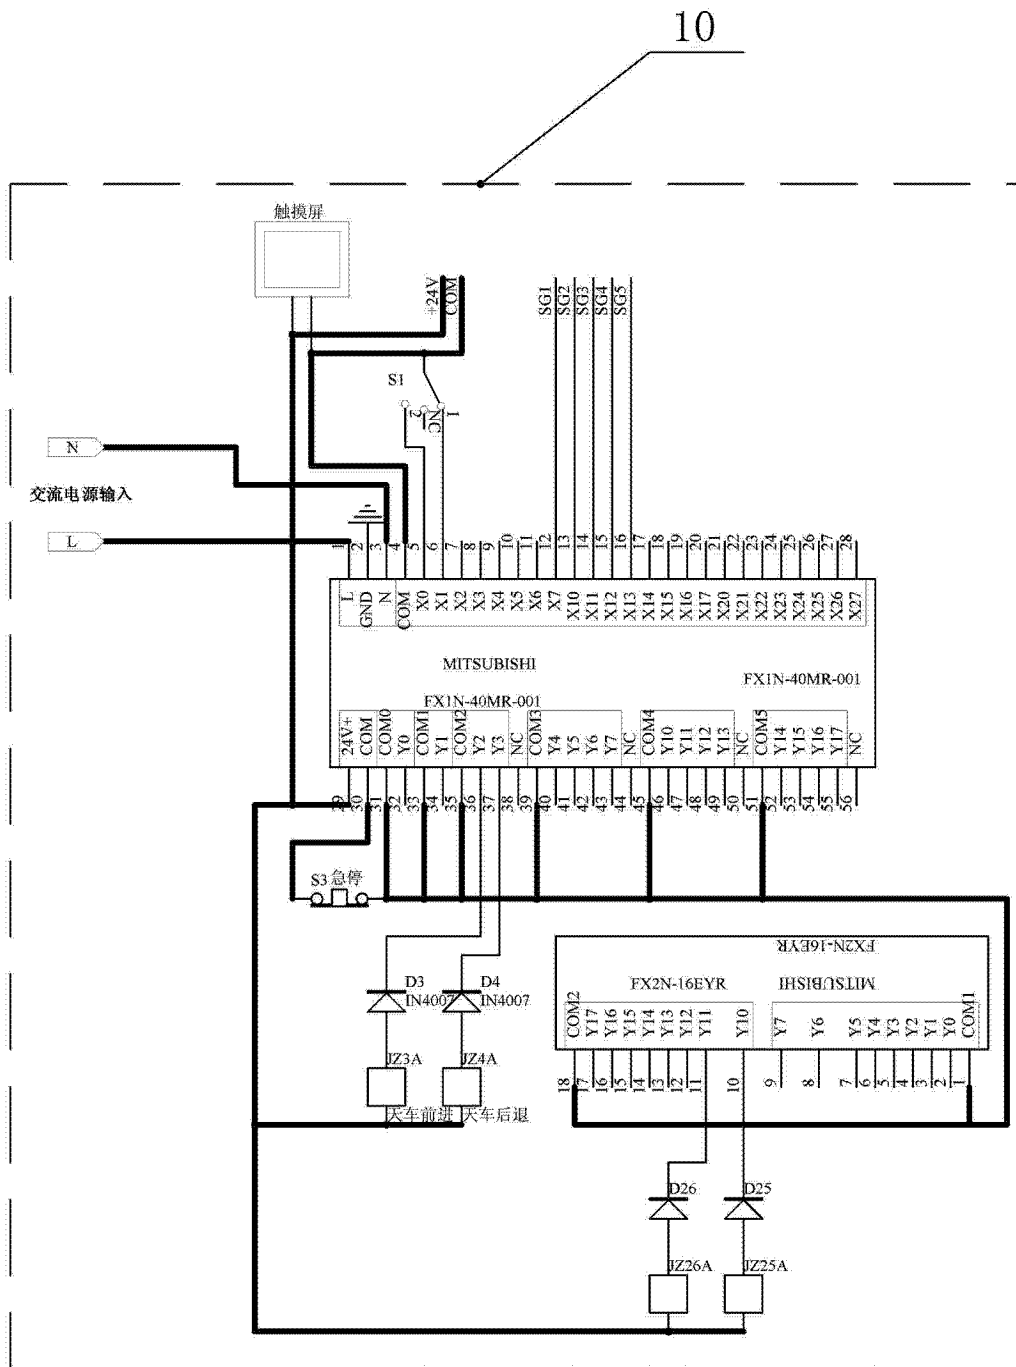 10
触摸屏
+24V
COM
SG1
SG2
SG3
SG4
SG5
S1
2
NC
1
N
交流电源输入
L
1 2 3 4 5 6 7 8 9 10 11 12 13 14 15 16 17 18 19 20 21 22 23 24 25 26 27 28
L GND N COM X0 X1 X2 X3 X4 X5 X6 X7 X10 X11 X12 X13 X14 X15 X16 X17 X20 X21 X22 X23 X24 X25 X26 X27
MITSUBISHI
FX1N-40MR-001
FX1N-40MR-001
24V+ COM COM0 Y0 COM1 Y1 COM2 Y2 Y3 NC COM3 Y4 Y5 Y6 Y7 NC COM4 Y10 Y11 Y12 Y13 NC COM5 Y14 Y15 Y16 Y17 NC
29 30 31 32 33 34 35 36 37 38 39 40 41 42 43 44 45 46 47 48 49 50 51 52 53 54 55 56
S3 急停
FX2N-16EYR
FX2N-16EYR
MITSUBISHI
COM2 Y17 Y16 Y15 Y14 Y13 Y12 Y11 Y10 Y7 Y6 Y5 Y4 Y3 Y2 Y1 Y0 COM1
18 17 16 15 14 13 12 11 10 9 8 7 6 5 4 3 2 1
D3
IN4007
D4
IN4007
JZ3A
JZ4A
天车前进
天车后退
D26
D25
JZ26A
JZ25A